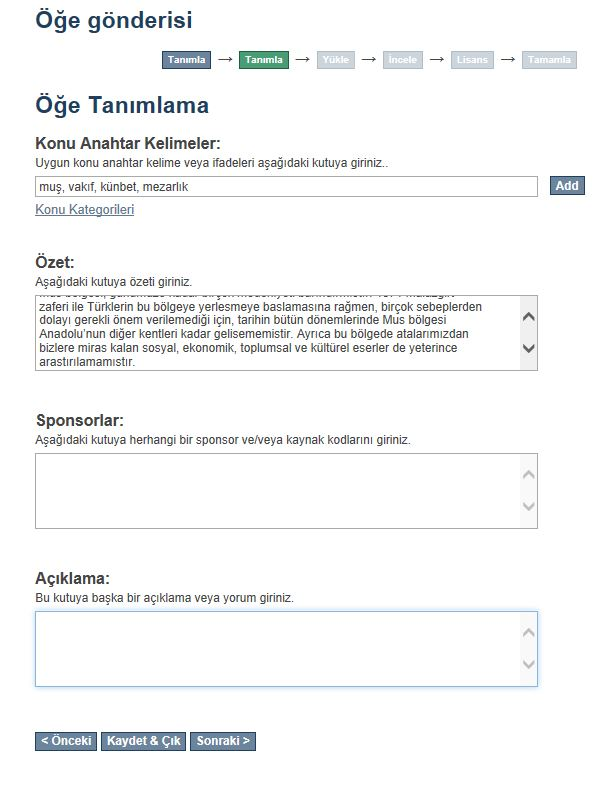 Öğe gönderisi
Tanımla → Tanımla → Yükle → İncele → Lisans → Tamamla
Öğe Tanımlama
Konu Anahtar Kelimeler:
Uygun konu anahtar kelime veya ifadeleri aşağıdaki kutuya giriniz..
muş, vakıf, künbet, mezarlık
Add
Konu Kategorileri
Özet:
Aşağıdaki kutuya özeti giriniz.
zaferi ile Türklerin bu bölgeye yerlesmeye baslamasına rağmen, birçok sebeplerden
dolayı gerekli önem verilemediği için, tarihin bütün dönemlerinde Mus bölgesi
Anadolu'nun diğer kentleri kadar gelisememistir. Ayrıca bu bölgede atalarımızdan
bizlere miras kalan sosyal, ekonomik, toplumsal ve kültürel eserler de yeterince
arastırılamamıstır.
Sponsorlar:
Aşağıdaki kutuya herhangi bir sponsor ve/veya kaynak kodlarını giriniz.
Açıklama:
Bu kutuya başka bir açıklama veya yorum giriniz.
< Önceki Kaydet & Çık Sonraki >